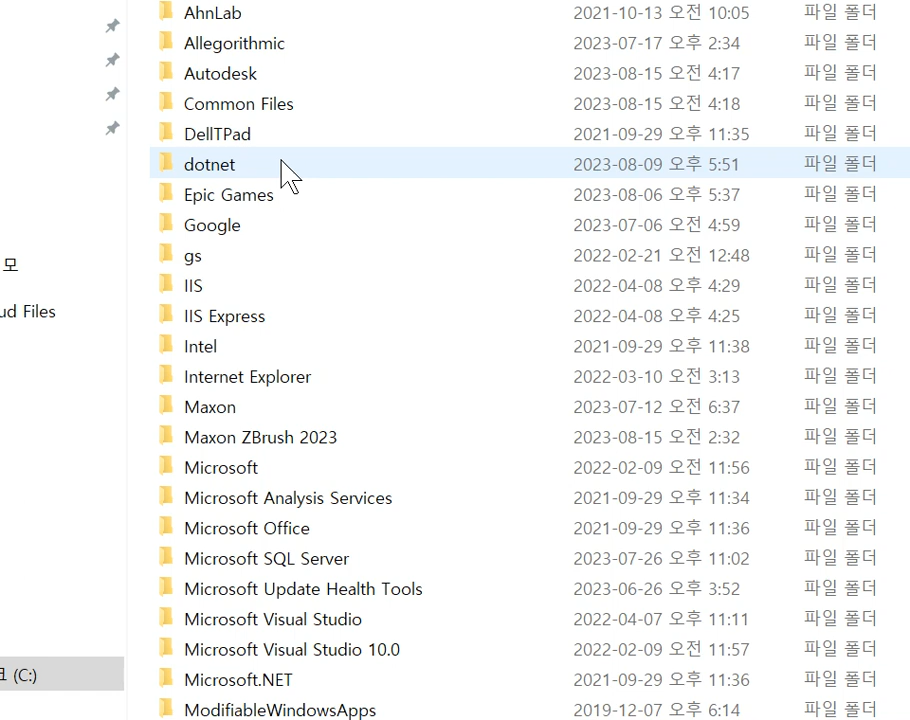 AhnLab 2021-10-13 오전 10:05 파일 폴더
Allegorithmic 2023-07-17 오후 2:34 파일 폴더
Autodesk 2023-08-15 오전 4:17 파일 폴더
Common Files 2023-08-15 오전 4:18 파일 폴더
DellTPad 2021-09-29 오후 11:35 파일 폴더
dotnet 2023-08-09 오후 5:51 파일 폴더
Epic Games 2023-08-06 오후 5:37 파일 폴더
Google 2023-07-06 오전 4:59 파일 폴더
모
gs 2022-02-21 오전 12:48 파일 폴더
IIS 2022-04-08 오후 4:29 파일 폴더
ud Files
IIS Express 2022-04-08 오후 4:25 파일 폴더
Intel 2021-09-29 오후 11:38 파일 폴더
Internet Explorer 2022-03-10 오후 3:13 파일 폴더
Maxon 2023-07-12 오전 6:37 파일 폴더
Maxon ZBrush 2023 2023-08-15 오전 2:32 파일 폴더
Microsoft 2022-02-09 오전 11:56 파일 폴더
Microsoft Analysis Services 2021-09-29 오후 11:34 파일 폴더
Microsoft Office 2021-09-29 오후 11:36 파일 폴더
Microsoft SQL Server 2023-07-26 오후 11:02 파일 폴더
Microsoft Update Health Tools 2023-06-26 오후 3:52 파일 폴더
Microsoft Visual Studio 2022-04-07 오후 11:11 파일 폴더
Microsoft Visual Studio 10.0 2022-02-09 오전 11:57 파일 폴더
(C:)
Microsoft.NET 2021-09-29 오후 11:36 파일 폴더
ModifiableWindowsApps 2019-12-07 오후 6:14 파일 폴더